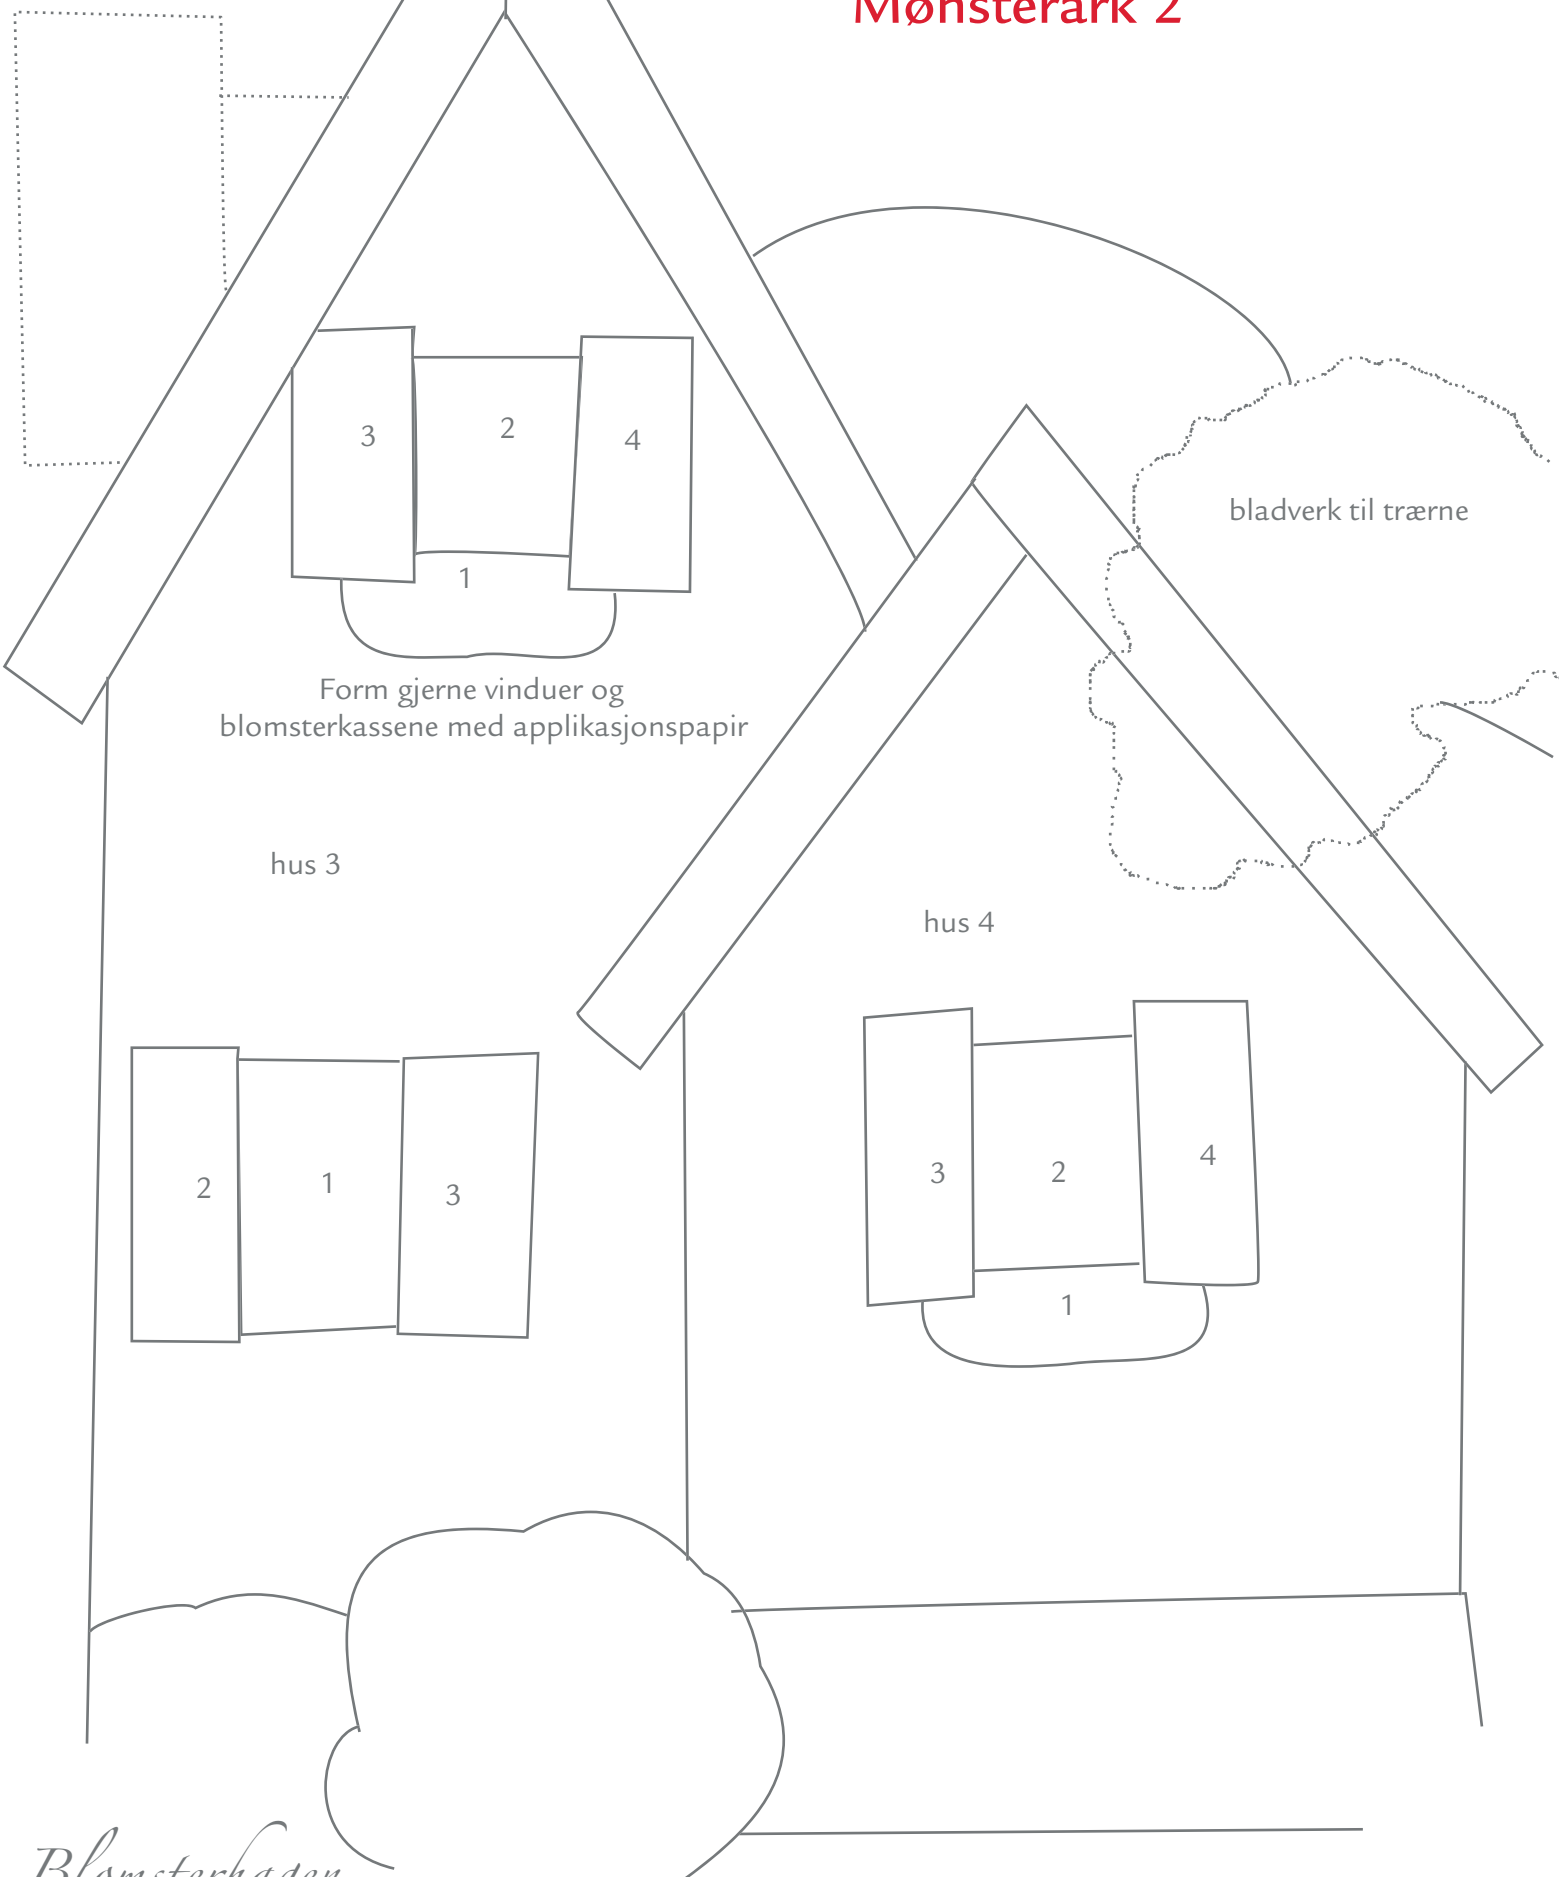 Mønsterark 2
bladverk til trærne
3
2
4
1
Form gjerne vinduer og
blomsterkassene med applikasjonspapir
hus 3
hus 4
2
1
3
3
2
4
1
Blomsterhagen